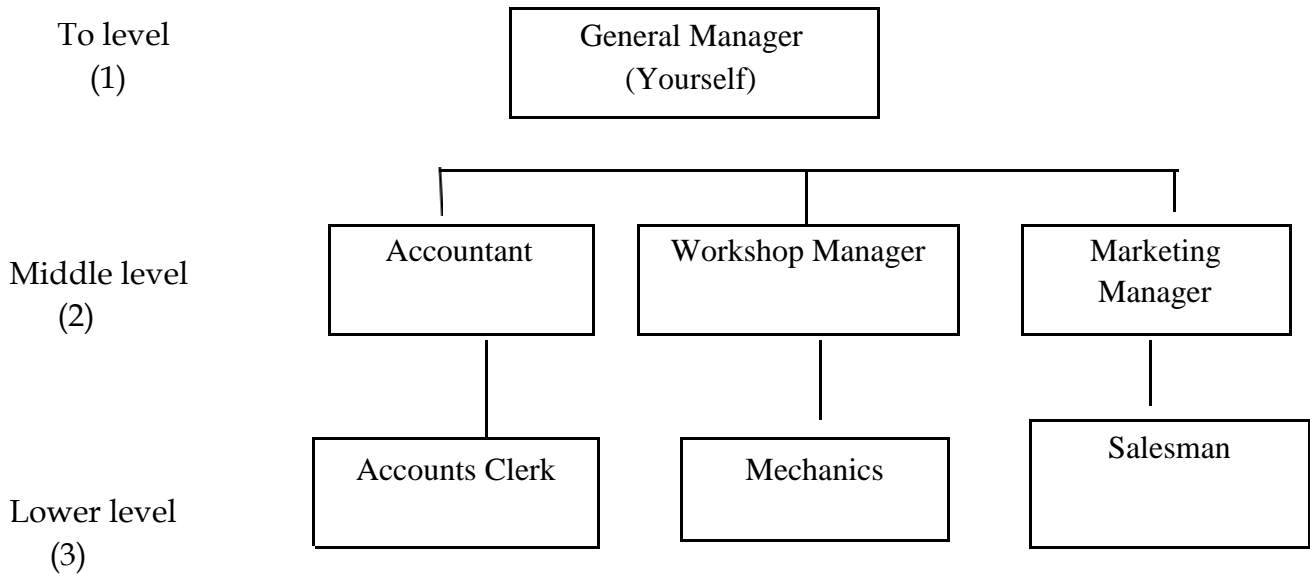 To level
(1)
General Manager
(Yourself)
Middle level
(2)
Accountant
Workshop Manager
Marketing
Manager
Lower level
(3)
Accounts Clerk
Mechanics
Salesman